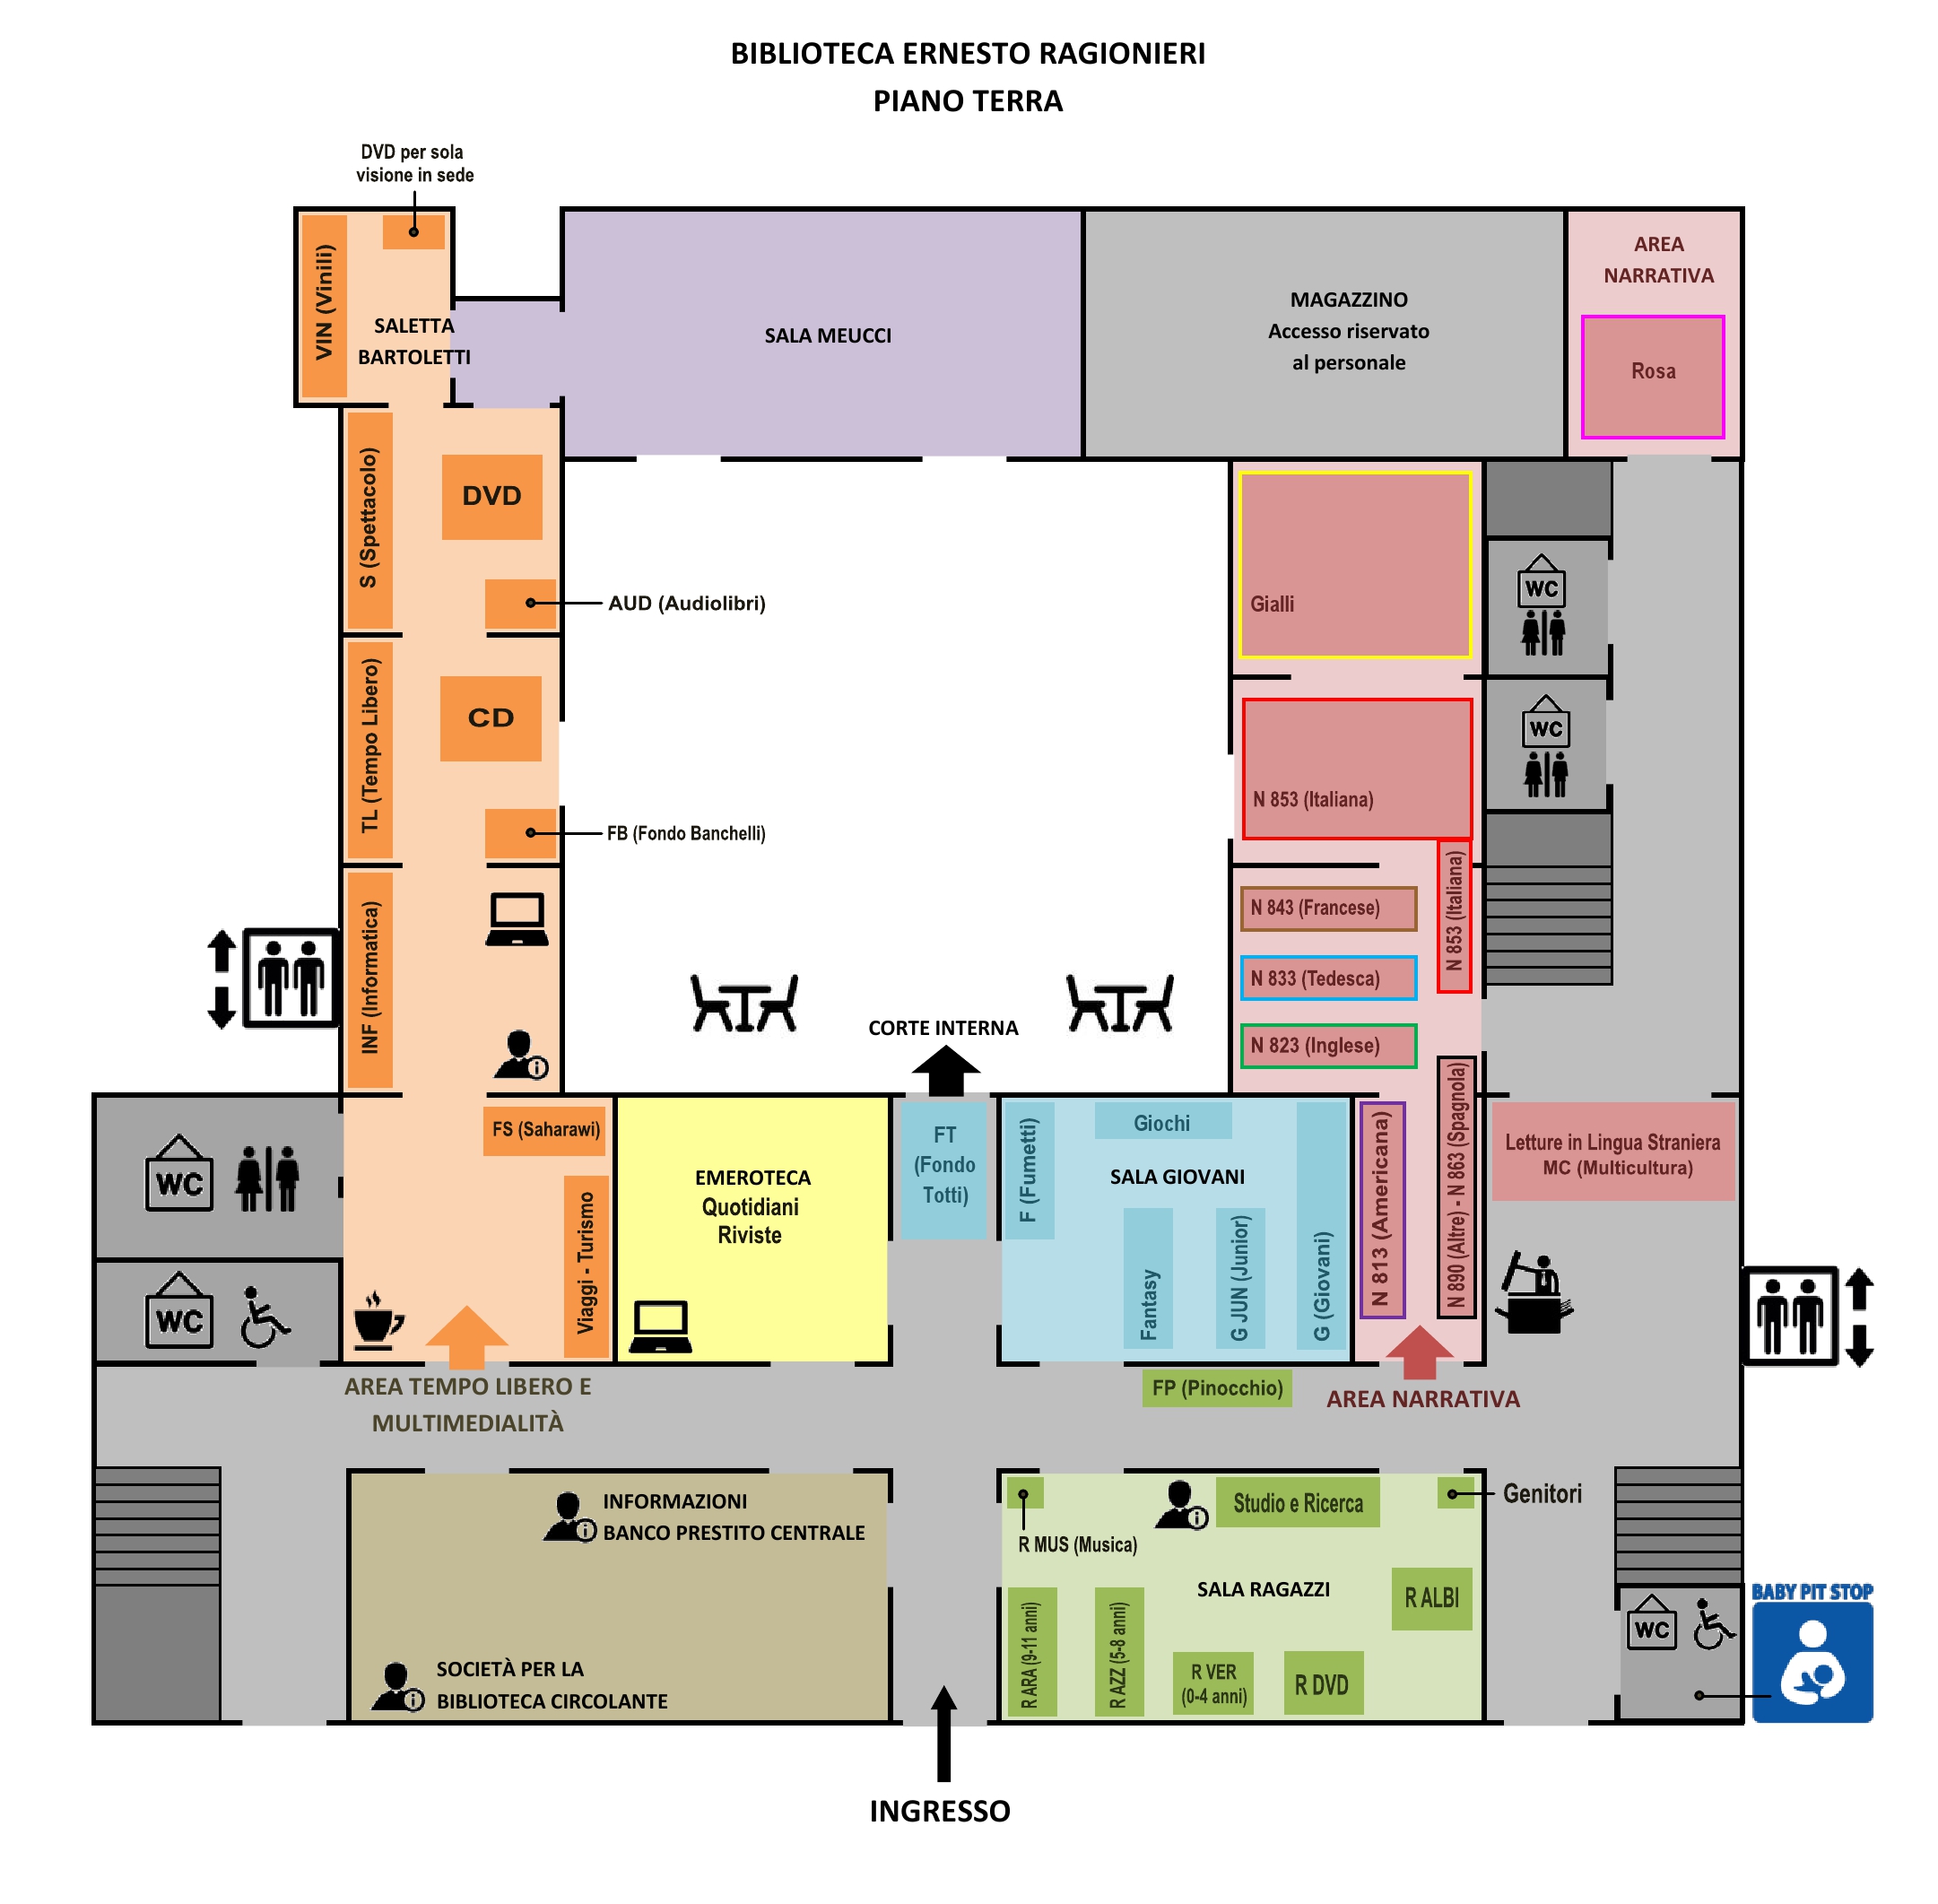 BIBLIOTECA ERNESTO RAGIONIERI
PIANO TERRA
DVD per sola
visione in sede
VIN (Vinili)
SALETTA
BARTOLETTI
SALA MEUCCI
MAGAZZINO
Accesso riservato
al personale
AREA
NARRATIVA
Rosa
S (Spettacolo)
DVD
AUD (Audiolibri)
Gialli
WC
TL (Tempo Libero)
CD
FB (Fondo Banchelli)
N 853 (Italiana)
WC
INF (Informatica)
N 843 (Francese)
N 853 (Italiana)
N 833 (Tedesca)
N 823 (Inglese)
CORTE INTERNA
WC
FS (Saharawi)
Viaggi - Turismo
EMEROTECA
Quotidiani
Riviste
FT
(Fondo
Totti)
F (Fumetti)
Giochi
SALA GIOVANI
Fantasy
G JUN (Junior)
G (Giovani)
N 813 (Americana)
N 890 (Altre) - N 863 (Spagnola)
Letture in Lingua Straniera
MC (Multicultura)
WC
AREA TEMPO LIBERO E
MULTIMEDIALITÀ
FP (Pinocchio)
AREA NARRATIVA
INFORMAZIONI
BANCO PRESTITO CENTRALE
SOCIETÀ PER LA
BIBLIOTECA CIRCOLANTE
R MUS (Musica)
Studio e Ricerca
Genitori
SALA RAGAZZI
R ALBI
R ARA (9-11 anni)
R AZZ (5-8 anni)
R VER
(0-4 anni)
R DVD
WC
BABY PIT STOP
INGRESSO